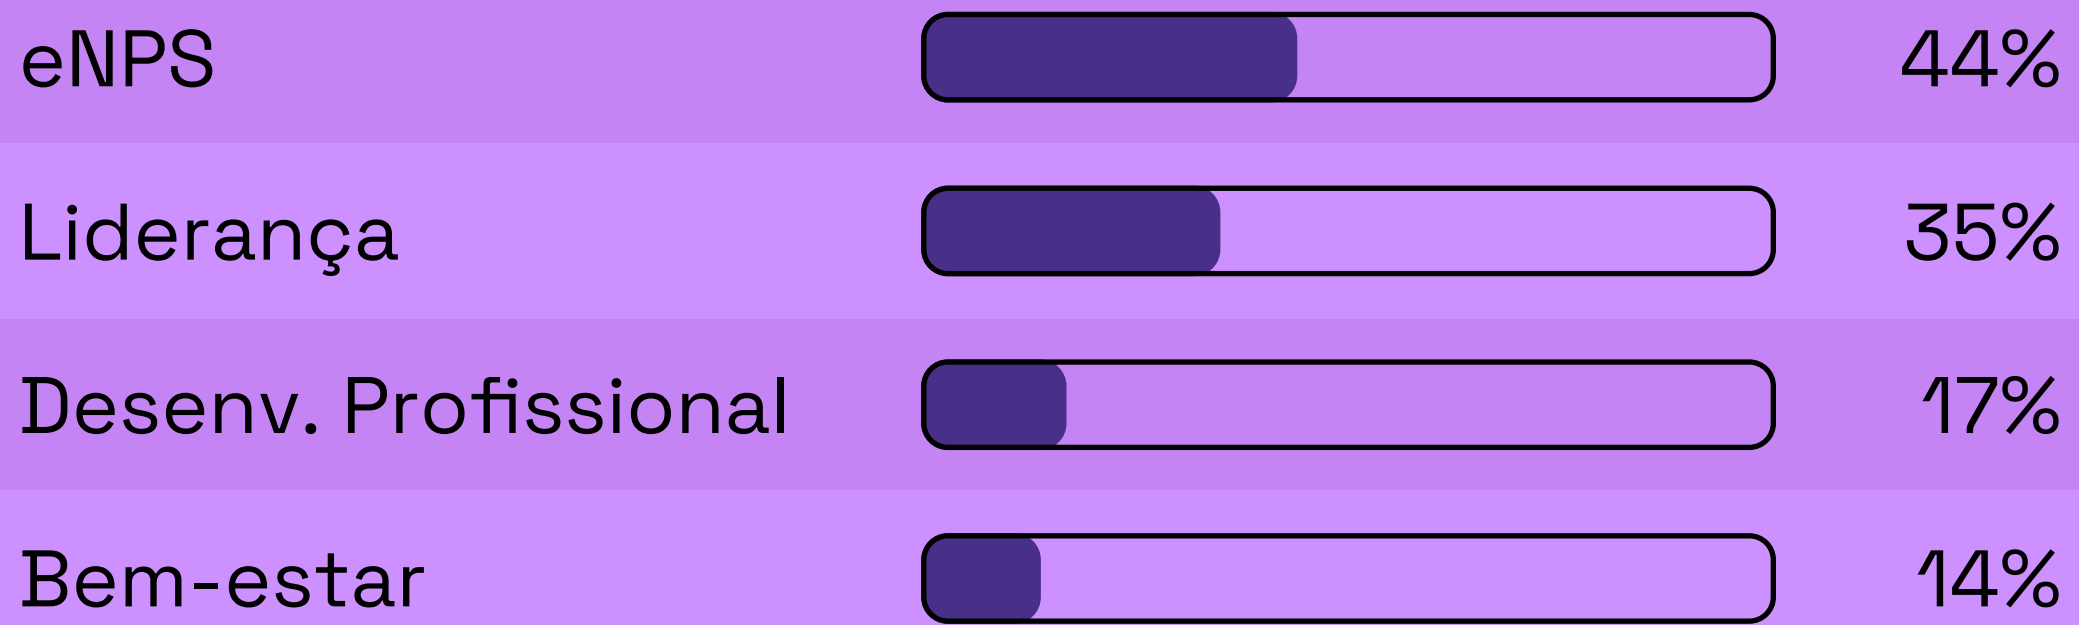 eNPS 44%
Liderança 35%
Desenv. Profissional 17%
Bem-estar 14%